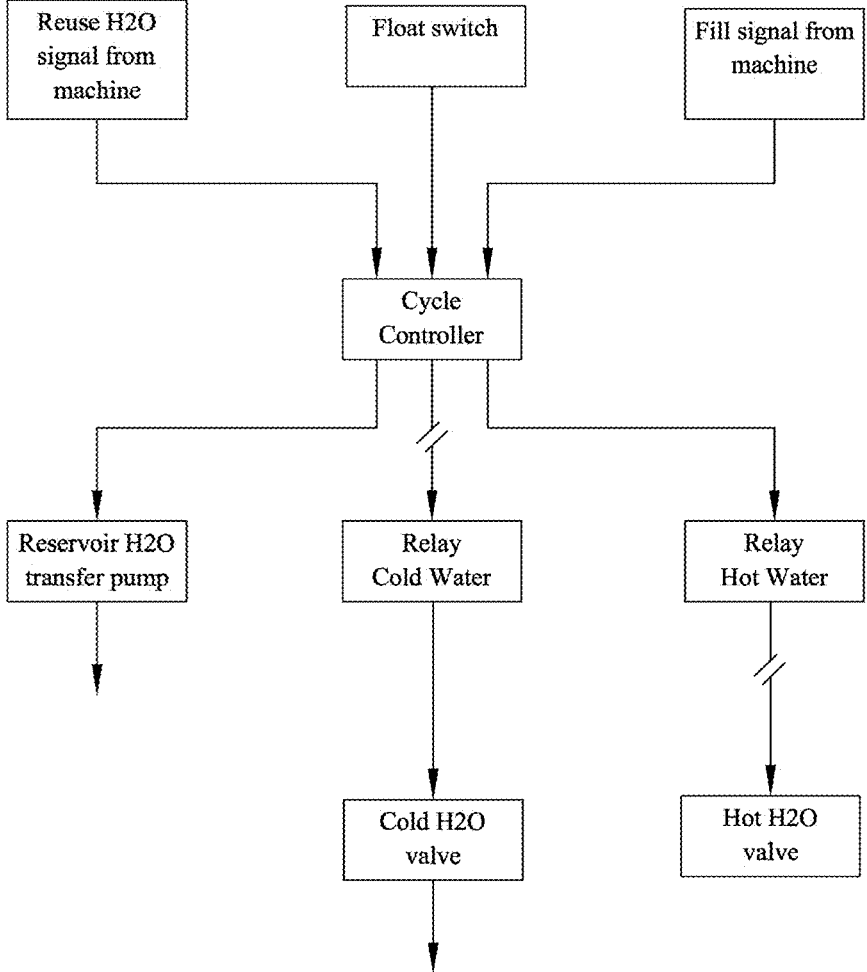 Reuse H2O
signal from
machine
Float switch
Fill signal from
machine
Cycle
Controller
Reservoir H2O
transfer pump
Relay
Cold Water
Relay
Hot Water
Cold H2O
valve
Hot H2O
valve